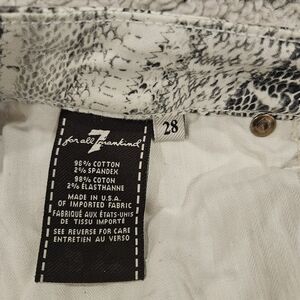 7
for all mankind
28
98% COTTON
2% SPANDEX
98% COTON
2% ÉLASTHANNE
MADE IN U.S.A.
OF IMPORTED FABRIC
FABRIQUÉ AUX ÉTATS-UNIS
DE TISSU IMPORTÉ
SEE REVERSE FOR CARE
ENTRETIEN AU VERSO